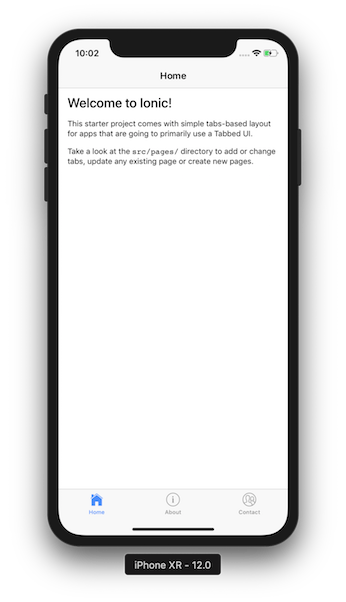 10:02
Home
Welcome to Ionic!
This starter project comes with simple tabs-based layout
for apps that are going to primarily use a Tabbed UI.
Take a look at the src/pages/ directory to add or change
tabs, update any existing page or create new pages.
Home About Contact
iPhone XR - 12.0